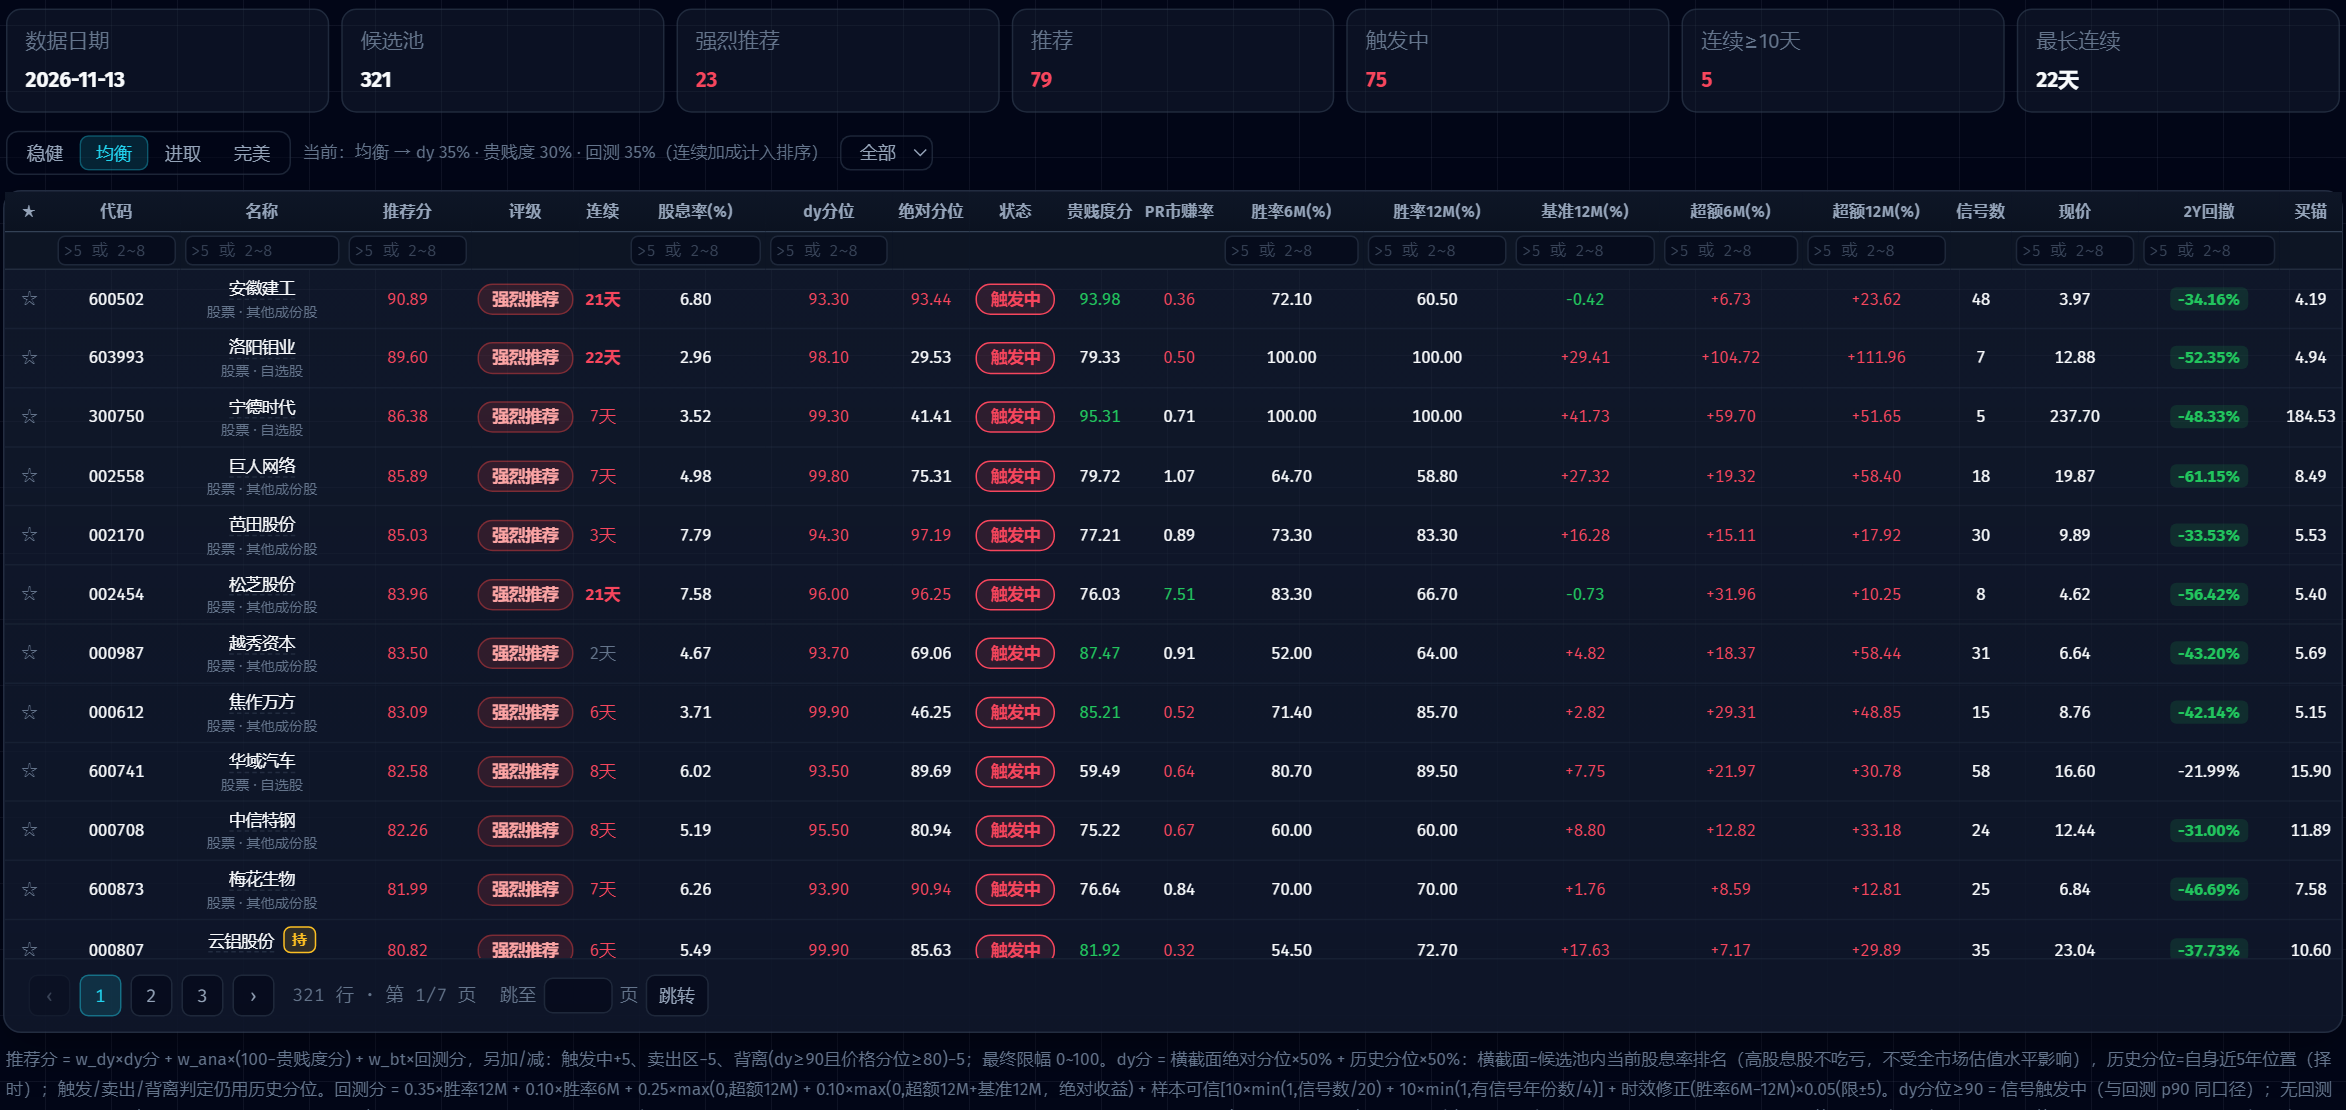 数据日期 候选池 强烈推荐 推荐 触发中 连续≥10天 最长连续
2026-11-13 321 23 79 75 5 22天
稳健 均衡 进取 完美 当前：均衡 → dy 35% · 贵贱度 30% · 回测 35%（连续加成计入排序） 全部
★ 代码 名称 推荐分 评级 连续 股息率(%) dy分位 绝对分位 状态 贵贱度分 PR市赚率 胜率6M(%) 胜率12M(%) 基准12M(%) 超额6M(%) 超额12M(%) 信号数 现价 2Y回撤 买锚
>5 或 2~8 >5 或 2~8 >5 或 2~8 >5 或 2~8 >5 或 2~8 >5 或 2~8 >5 或 2~8 >5 或 2~8 >5 或 2~8 >5 或 2~8 >5 或 2~8 >5 或 2~8
☆ 600502 安徽建工 90.89 强烈推荐 21天 6.80 93.30 93.44 触发中 93.98 0.36 72.10 60.50 -0.42 +6.73 +23.62 48 3.97 -34.16% 4.19
股票 · 其他成份股
☆ 603993 洛阳钼业 89.60 强烈推荐 22天 2.96 98.10 29.53 触发中 79.33 0.50 100.00 100.00 +29.41 +104.72 +111.96 7 12.88 -52.35% 4.94
股票 · 自选股
☆ 300750 宁德时代 86.38 强烈推荐 7天 3.52 99.30 41.41 触发中 95.31 0.71 100.00 100.00 +41.73 +59.70 +51.65 5 237.70 -48.33% 184.53
股票 · 自选股
☆ 002558 巨人网络 85.89 强烈推荐 7天 4.98 99.80 75.31 触发中 79.72 1.07 64.70 58.80 +27.32 +19.32 +58.40 18 19.87 -61.15% 8.49
股票 · 其他成份股
☆ 002170 芭田股份 85.03 强烈推荐 3天 7.79 94.30 97.19 触发中 77.21 0.89 73.30 83.30 +16.28 +15.11 +17.92 30 9.89 -33.53% 5.53
股票 · 其他成份股
☆ 002454 松芝股份 83.96 强烈推荐 21天 7.58 96.00 96.25 触发中 76.03 7.51 83.30 66.70 -0.73 +31.96 +10.25 8 4.62 -56.42% 5.40
股票 · 其他成份股
☆ 000987 越秀资本 83.50 强烈推荐 2天 4.67 93.70 69.06 触发中 87.47 0.91 52.00 64.00 +4.82 +18.37 +58.44 31 6.64 -43.20% 5.69
股票 · 其他成份股
☆ 000612 焦作万方 83.09 强烈推荐 6天 3.71 99.90 46.25 触发中 85.21 0.52 71.40 85.70 +2.82 +29.31 +48.85 15 8.76 -42.14% 5.15
股票 · 其他成份股
☆ 600741 华域汽车 82.58 强烈推荐 8天 6.02 93.50 89.69 触发中 59.49 0.64 80.70 89.50 +7.75 +21.97 +30.78 58 16.60 -21.99% 15.90
股票 · 自选股
☆ 000708 中信特钢 82.26 强烈推荐 8天 5.19 95.50 80.94 触发中 75.22 0.67 60.00 60.00 +8.80 +12.82 +33.18 24 12.44 -31.00% 11.89
股票 · 其他成份股
☆ 600873 梅花生物 81.99 强烈推荐 7天 6.26 93.90 90.94 触发中 76.64 0.84 70.00 70.00 +1.76 +8.59 +12.81 25 6.84 -46.69% 7.58
股票 · 其他成份股
☆ 000807 云铝股份 持 80.82 强烈推荐 6天 5.49 99.90 85.63 触发中 81.92 0.32 54.50 72.70 +17.63 +7.17 +29.89 35 23.04 -37.73% 10.60
‹ 1 2 3 › 321 行 · 第 1/7 页 跳至 页 跳转
推荐分 = w_dy×dy分 + w_ana×(100−贵贱度分) + w_bt×回测分，另加/减：触发中+5、卖出区−5、背离(dy≥90且价格分位≥80)−5；最终限幅 0~100。dy分 = 横截面绝对分位×50% + 历史分位×50%：横截面=候选池内当前股息率排名（高股息股不吃亏，不受全市场估值水平影响），历史分位=自身近5年位置（择
时）；触发/卖出/背离判定仍用历史分位。回测分 = 0.35×胜率12M + 0.10×胜率6M + 0.25×max(0,超额12M) + 0.10×max(0,超额12M+基准12M，绝对收益) + 样本可信[10×min(1,信号数/20) + 10×min(1,有信号年份数/4)] + 时效修正(胜率6M−12M)×0.05(限±5)。dy分位≥90 = 信号触发中（与回测 p90 同口径）；无回测